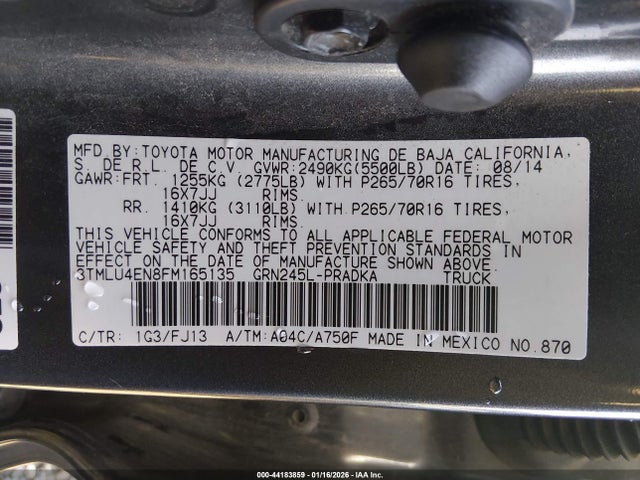 MFD.BY:TOYOTA MOTOR MANUFACTURING DE BAJA CALIFORNIA,
S. DE R.L. DE C.V. GVWR:2490KG(5500LB) DATE: 08/14
GAWR:FRT. 1255KG (2775LB) WITH P265/70R16 TIRES,
16X7JJ RIMS.
RR. 1410KG (3110LB) WITH P265/70R16 TIRES,
16X7JJ RIMS.
THIS VEHICLE CONFORMS TO ALL APPLICABLE FEDERAL MOTOR
VEHICLE SAFETY AND THEFT PREVENTION STANDARDS IN
EFFECT ON THE DATE OF MANUFACTURE SHOWN ABOVE.
3TMLU4EN8FM165135 GRN245L-PRADKA TRUCK
C/TR: 1G3/FJ13 A/TM:A04C/A750F MADE IN MEXICO NO.870
000-44183859 - 01/16/2026 - IAA Inc.